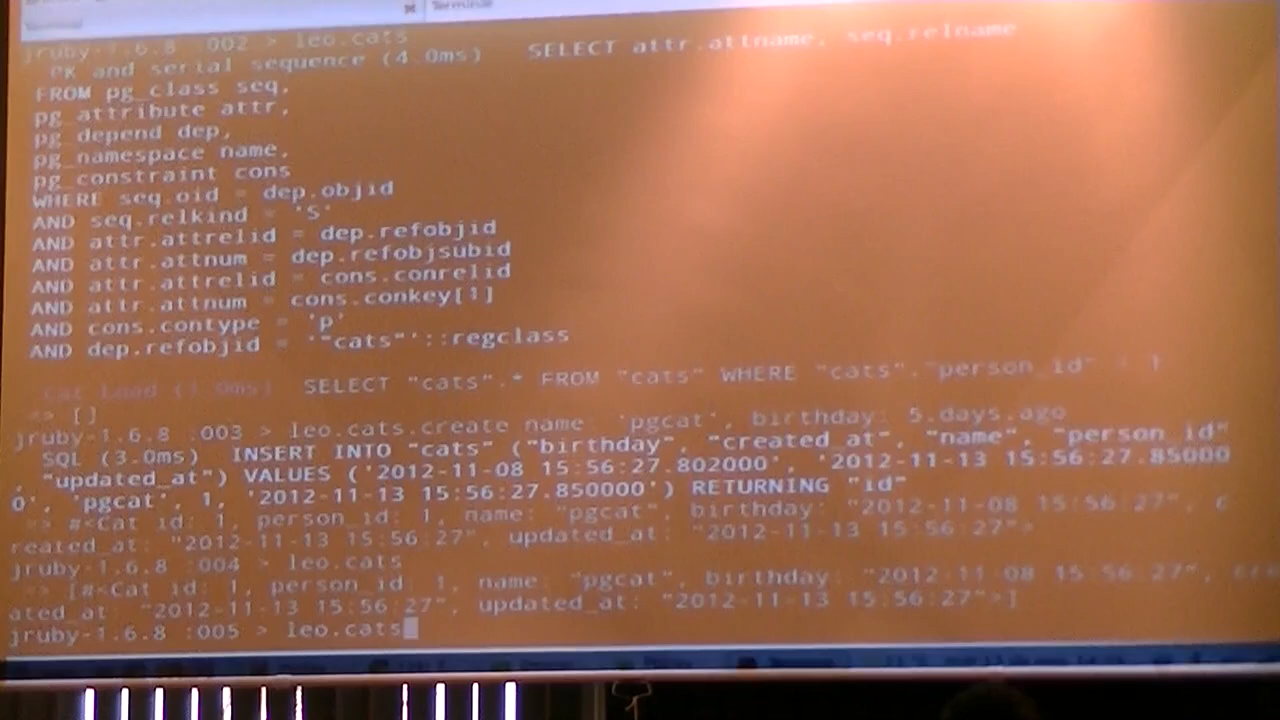 Terminale
jruby-1.6.8 :002 > leo.cats
PK and serial sequence (4.0ms) SELECT attr.attname, seq.relname
FROM pg_class seq,
pg_attribute attr,
pg_depend dep,
pg_namespace name,
pg_constraint cons
WHERE seq.oid = dep.objid
AND seq.relkind = 'S'
AND attr.attrelid = dep.refobjid
AND attr.attnum = dep.refobjsubid
AND attr.attrelid = cons.conrelid
AND attr.attnum = cons.conkey[1]
AND cons.contype = 'p'
AND dep.refobjid = '"cats"'::regclass
Cat Load (1.0ms) SELECT "cats".* FROM "cats" WHERE "cats"."person_id" = 1
=> []
jruby-1.6.8 :003 > leo.cats.create name: 'pgcat', birthday: 5.days.ago
SQL (3.0ms) INSERT INTO "cats" ("birthday", "created_at", "name", "person_id"
, "updated_at") VALUES ('2012-11-08 15:56:27.802000', '2012-11-13 15:56:27.85000
0', 'pgcat', 1, '2012-11-13 15:56:27.850000') RETURNING "id"
=> #<Cat id: 1, person_id: 1, name: "pgcat", birthday: "2012-11-08 15:56:27", c
reated_at: "2012-11-13 15:56:27", updated_at: "2012-11-13 15:56:27">
jruby-1.6.8 :004 > leo.cats
=> [#<Cat id: 1, person_id: 1, name: "pgcat", birthday: "2012-11-08 15:56:27", cre
ated_at: "2012-11-13 15:56:27", updated_at: "2012-11-13 15:56:27">]
jruby-1.6.8 :005 > leo.cats